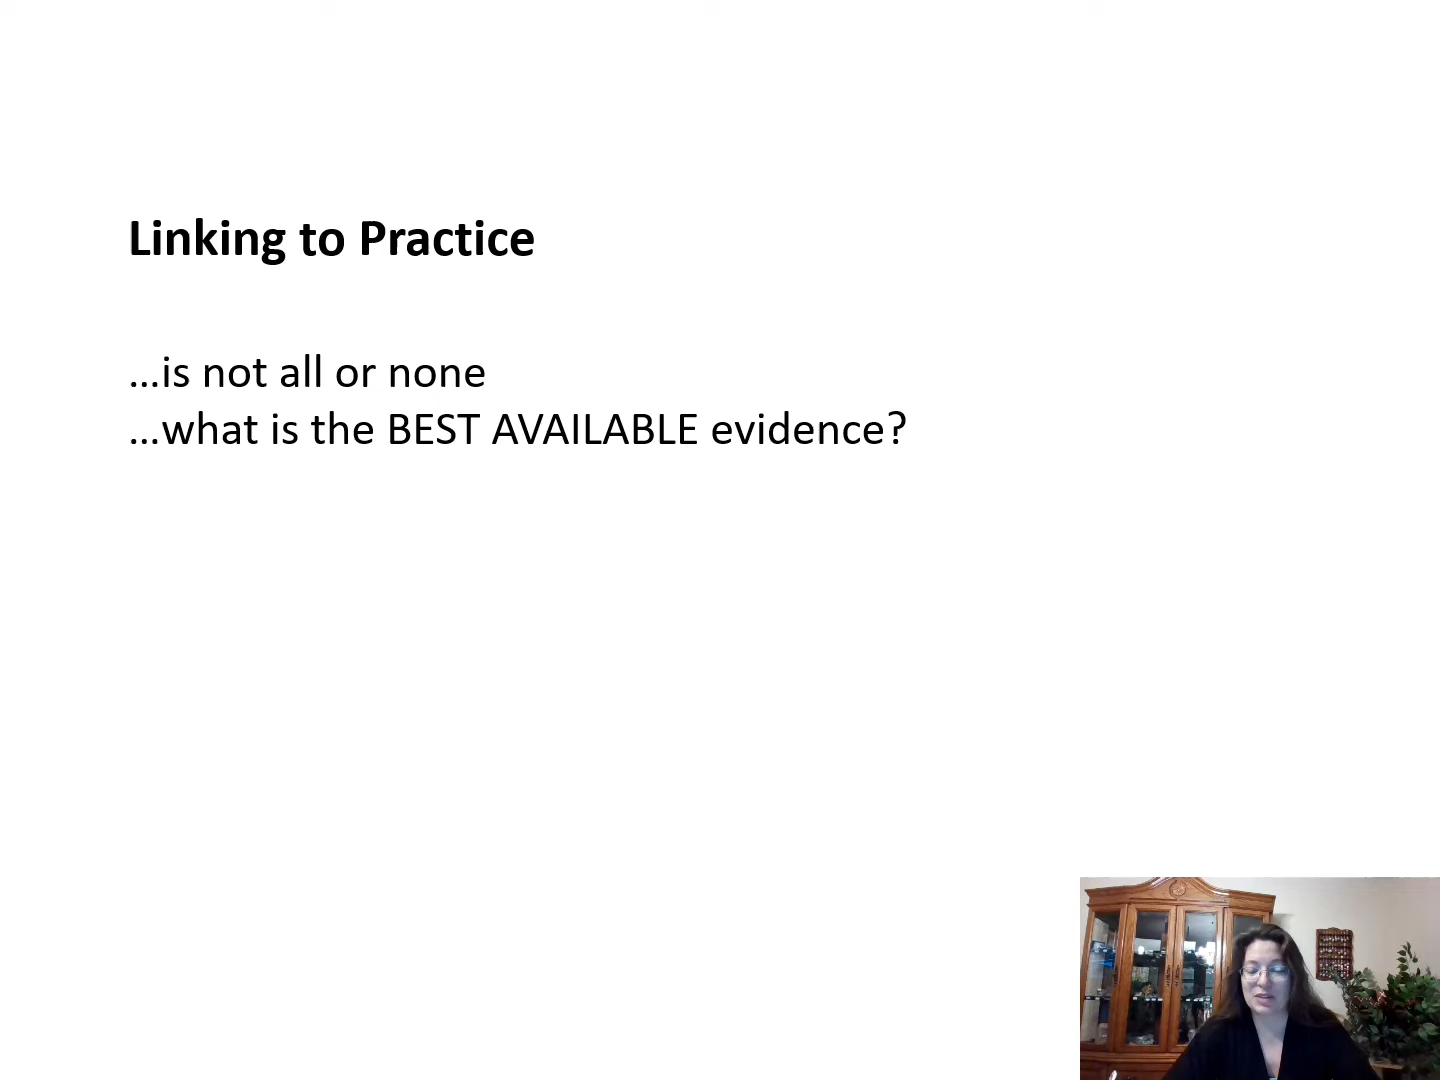 Linking to Practice
…is not all or none
…what is the BEST AVAILABLE evidence?